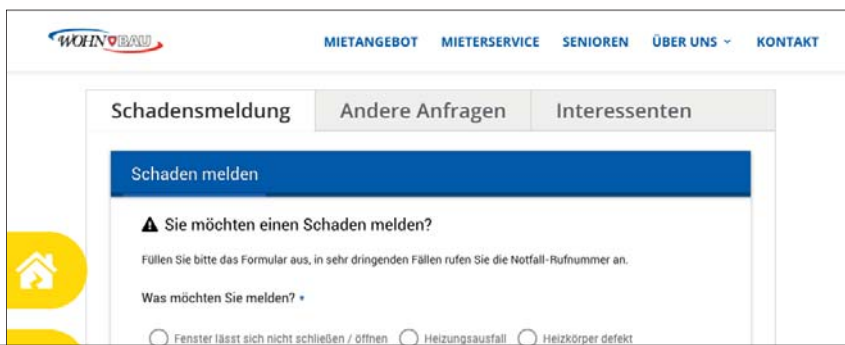 WOHNBAU
MIETANGEBOT MIETERSERVICE SENIOREN ÜBER UNS KONTAKT
Schadensmeldung Andere Anfragen Interessenten
Schaden melden
Sie möchten einen Schaden melden?
Füllen Sie bitte das Formular aus, in sehr dringenden Fällen rufen Sie die Notfall-Rufnummer an.
Was möchten Sie melden? *
Fenster lässt sich nicht schließen / öffnen Heizungsausfall Heizkörper defekt